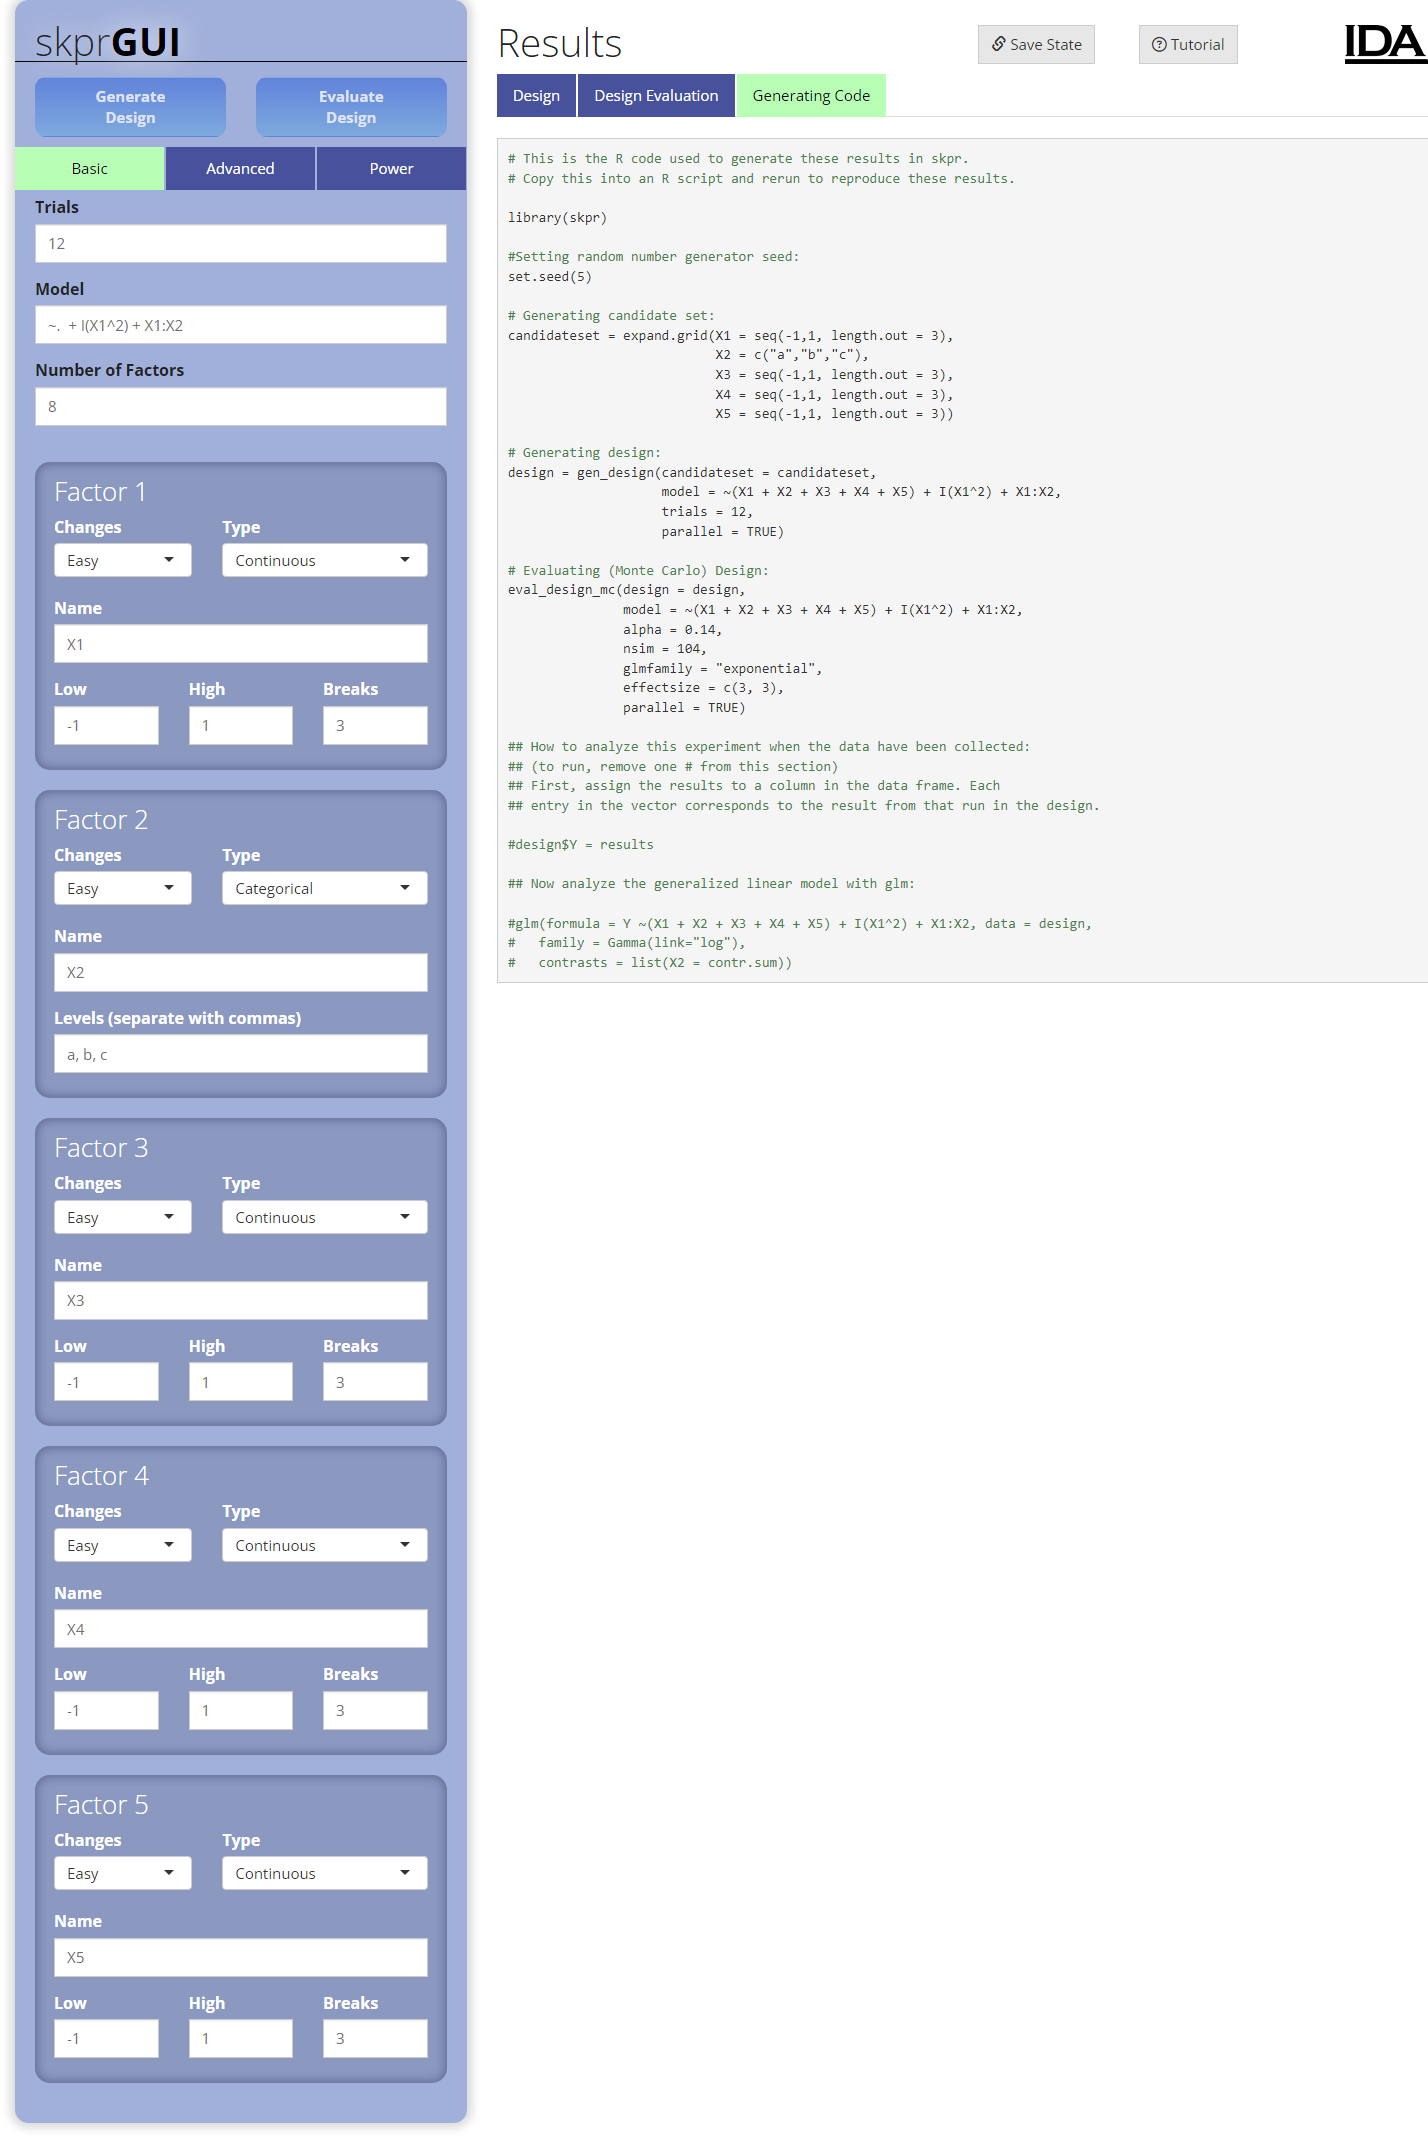 skprGUI
Generate
Design
Evaluate
Design
Basic
Advanced
Power
Trials
12
Model
~. + I(X1^2) + X1:X2
Number of Factors
8
Factor 1
Changes
Type
Easy
Continuous
Name
X1
Low
High
Breaks
-1
1
3
Factor 2
Changes
Type
Easy
Categorical
Name
X2
Levels (separate with commas)
a, b, c
Factor 3
Changes
Type
Easy
Continuous
Name
X3
Low
High
Breaks
-1
1
3
Factor 4
Changes
Type
Easy
Continuous
Name
X4
Low
High
Breaks
-1
1
3
Factor 5
Changes
Type
Easy
Continuous
Name
X5
Low
High
Breaks
-1
1
3
Results
Save State
Tutorial
IDA
Design
Design Evaluation
Generating Code
# This is the R code used to generate these results in skpr.
# Copy this into an R script and rerun to reproduce these results.
library(skpr)
#Setting random number generator seed:
set.seed(5)
# Generating candidate set:
candidateset = expand.grid(X1 = seq(-1,1, length.out = 3),
X2 = c("a","b","c"),
X3 = seq(-1,1, length.out = 3),
X4 = seq(-1,1, length.out = 3),
X5 = seq(-1,1, length.out = 3))
# Generating design:
design = gen_design(candidateset = candidateset,
model = ~(X1 + X2 + X3 + X4 + X5) + I(X1^2) + X1:X2,
trials = 12,
parallel = TRUE)
# Evaluating (Monte Carlo) Design:
eval_design_mc(design = design,
model = ~(X1 + X2 + X3 + X4 + X5) + I(X1^2) + X1:X2,
alpha = 0.14,
nsim = 104,
glmfamily = "exponential",
effectsize = c(3, 3),
parallel = TRUE)
## How to analyze this experiment when the data have been collected:
## (to run, remove one # from this section)
## First, assign the results to a column in the data frame. Each
## entry in the vector corresponds to the result from that run in the design.
#design$Y = results
## Now analyze the generalized linear model with glm:
#glm(formula = Y ~(X1 + X2 + X3 + X4 + X5) + I(X1^2) + X1:X2, data = design,
# family = Gamma(link="log"),
# contrasts = list(X2 = contr.sum))